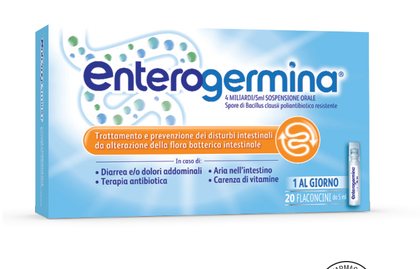 enterogermina®
4 MILIARDI/5ml SOSPENSIONE ORALE
Spore di Bacillus clausii poliantibiotico resistente
Trattamento e prevenzione dei disturbi intestinali
da alterazione della flora batterica intestinale
In caso di:
• Diarrea e/o dolori addominali
• Aria nell'intestino
• Terapia antibiotica
• Carenza di vitamine
1 AL GIORNO
20 FLACONCINI da 5 ml
Enterogermina